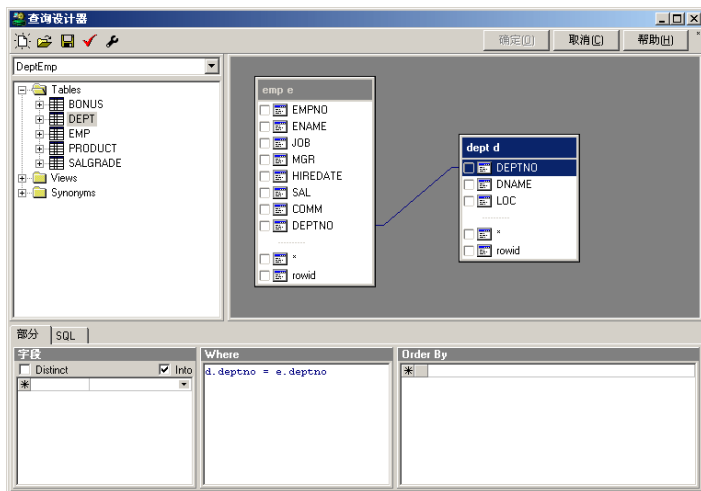 查询设计器
确定(O) 取消(C) 帮助(H)
DeptEmp
Tables
BONUS
DEPT
EMP
PRODUCT
SALGRADE
Views
Synonyms
emp e
EMPNO
ENAME
JOB
MGR
HIREDATE
SAL
COMM
DEPTNO
*
rowid
dept d
DEPTNO
DNAME
LOC
*
rowid
部分 SQL
字段
Distinct Into
Where
d.deptno = e.deptno
Order By